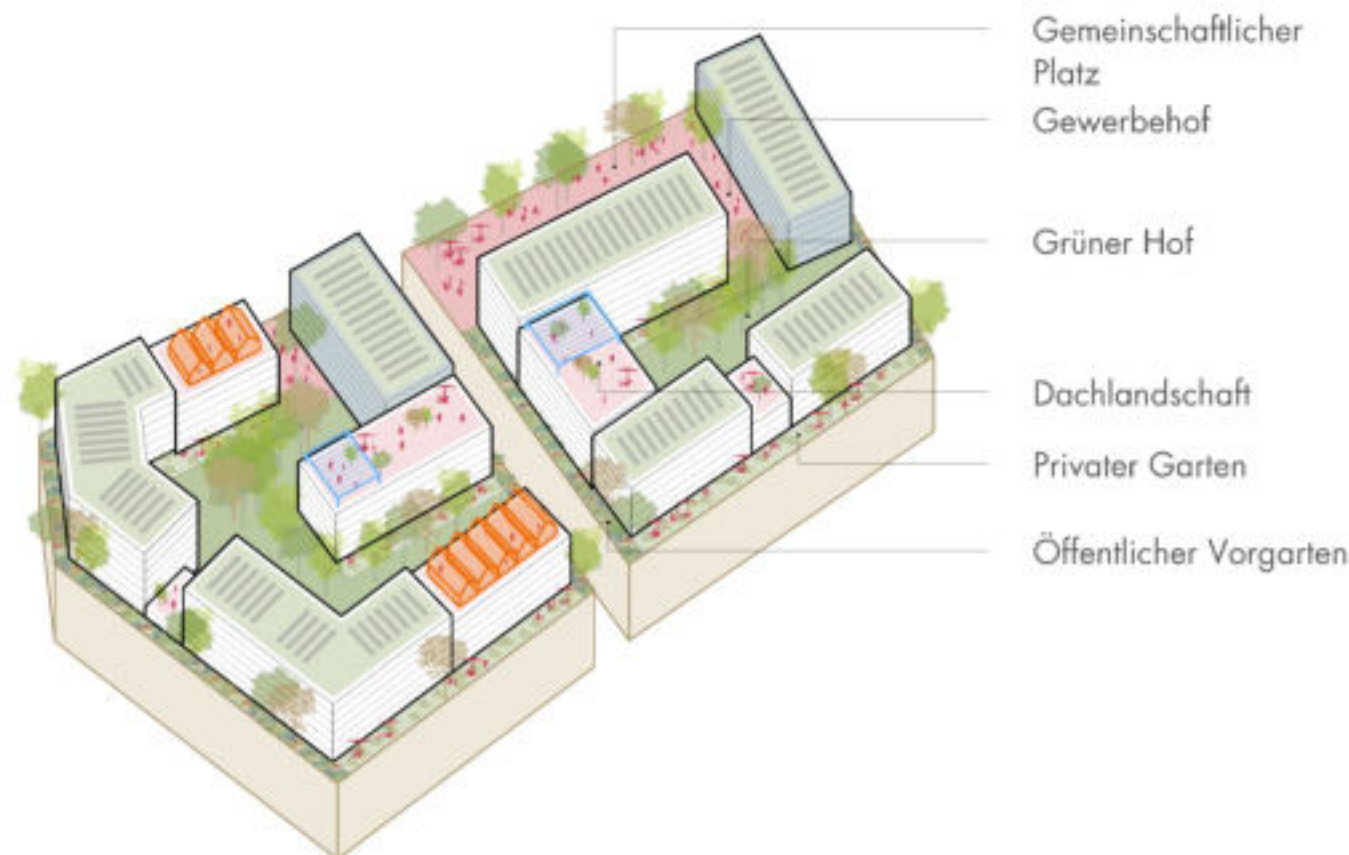 Gemeinschaftlicher
Platz
Gewerbehof
Grüner Hof
Dachlandschaft
Privater Garten
Öffentlicher Vorgarten